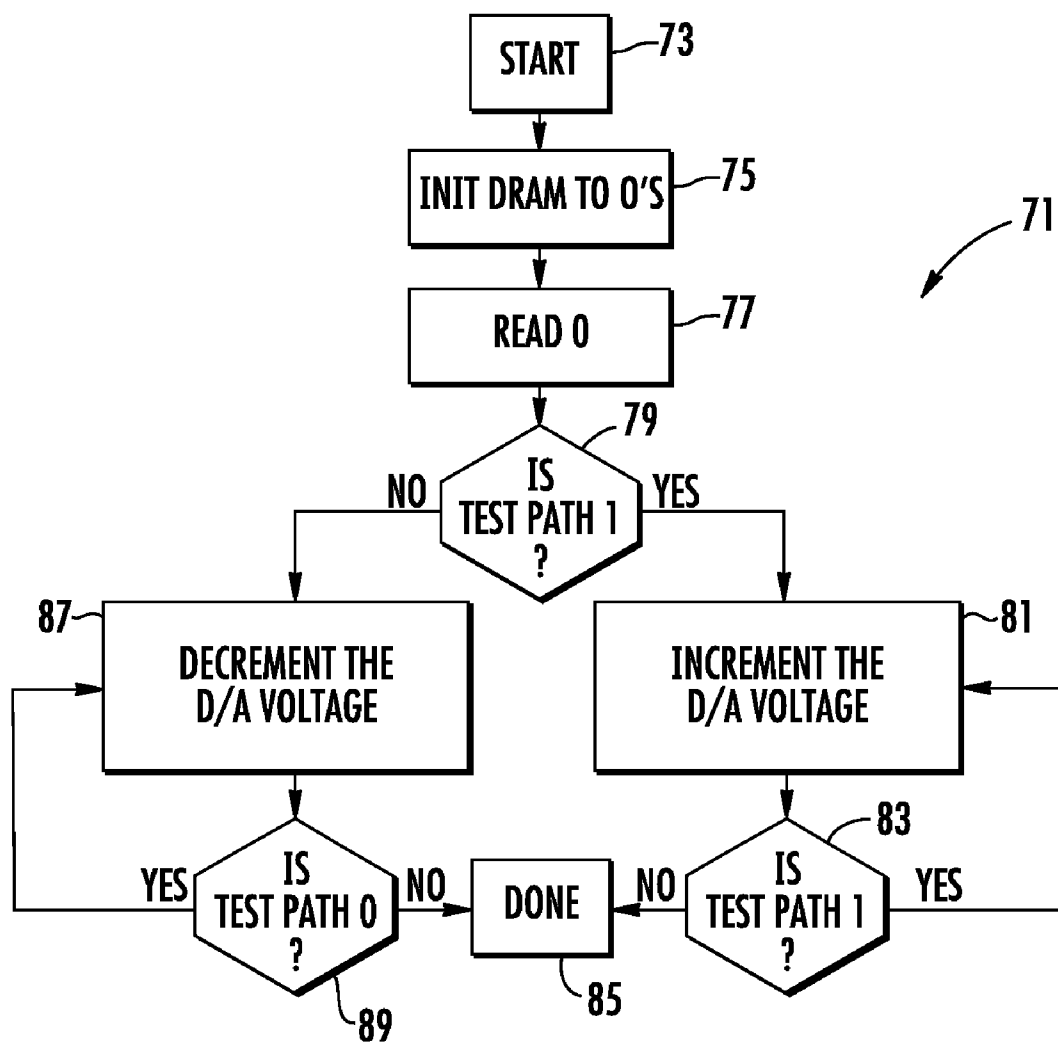 START
73
INIT DRAM TO 0'S
75
71
READ 0
77
79
IS
TEST PATH 1
?
NO
YES
87
DECREMENT THE
D/A VOLTAGE
81
INCREMENT THE
D/A VOLTAGE
YES
IS
TEST PATH 0
?
NO
89
DONE
85
NO
IS
TEST PATH 1
?
83
YES